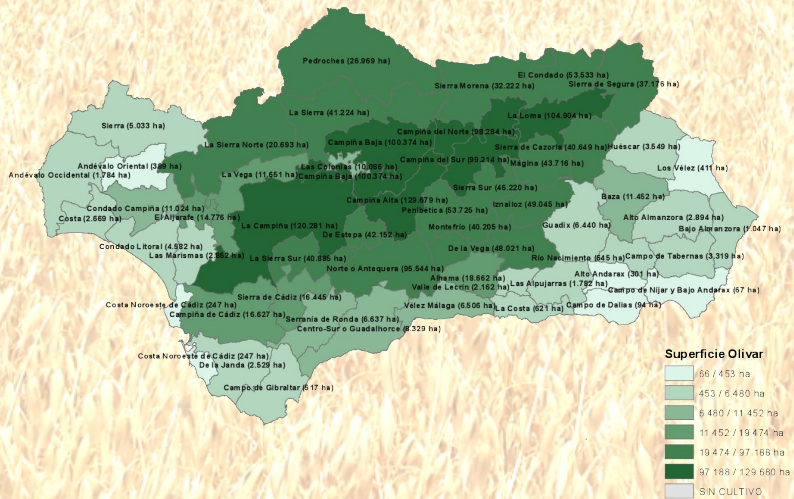 Pedroches (26.969 ha)
El Condado (53.533 ha)
Sierra Morena (32.222 ha)
Sierra de Segura (37.175 ha)
La Sierra (41.224 ha)
La Loma (104.904 ha)
Sierra (5.033 ha)
Campiña del Norte (98.284 ha)
Campiña Baja (100.374 ha)
La Sierra Norte (20.693 ha)
Sierra de Cazorla (40.649 ha)
Huéscar (3.549 ha)
Andévalo Oriental (389 ha)
Las Colonias (10.066 ha)
Campiña del Sur (99.214 ha)
Mágina (43.716 ha)
Los Vélez (411 ha)
Andévalo Occidental (1.784 ha)
La Vega (11.651 ha)
Campiña Baja (100.374 ha)
Sierra Sur (46.220 ha)
Baza (11.452 ha)
Condado Campiña (11.024 ha)
Campiña Alta (129.679 ha)
Iznalloz (49.045 ha)
Costa (2.669 ha)
El Aljarafe (14.776 ha)
Penibética (53.725 ha)
Alto Almanzora (2.894 ha)
La Campiña (120.281 ha)
Montefrío (40.205 ha)
Guadix (6.440 ha)
Bajo Almanzora (1.047 ha)
De Estepa (42.152 ha)
Condado Litoral (4.582 ha)
De la Vega (48.021 ha)
Las Marismas (2.852 ha)
La Sierra Sur (40.885 ha)
Río Nacimiento (645 ha)
Campo de Tabernas (3.319 ha)
Norte o Antequera (95.544 ha)
Alto Andarax (301 ha)
Alhama (18.662 ha)
Las Alpujarras (1.782 ha)
Valle de Lecrín (2.162 ha)
Campo de Nijar y Bajo Andarax (67 ha)
Sierra de Cádiz (16.445 ha)
Costa Noroeste de Cádiz (247 ha)
Vélez Málaga (6.506 ha)
La Costa (621 ha)
Campo de Dalías (94 ha)
Campiña de Cádiz (16.627 ha)
Serranía de Ronda (6.637 ha)
Centro-Sur o Guadalhorce (8.329 ha)
Costa Noroeste de Cádiz (247 ha)
De la Janda (2.529 ha)
Campo de Gibraltar (517 ha)
Superficie Olivar
66 / 453 ha
453 / 6 480 ha
6 480 / 11 452 ha
11 452 / 19 474 ha
19 474 / 97 188 ha
97 188 / 129 680 ha
SIN CULTIVO